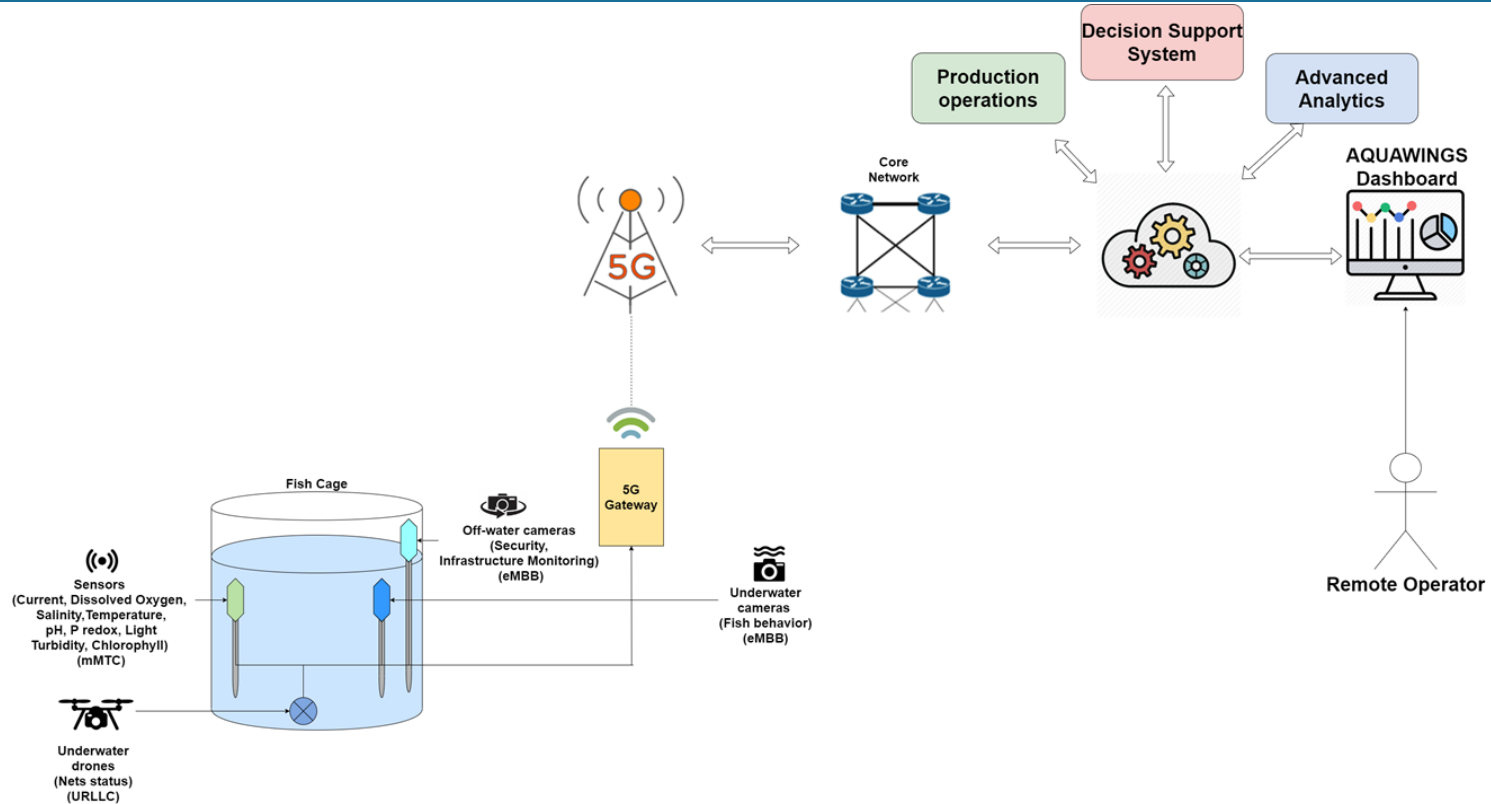 Decision Support
System
Production
operations
Advanced
Analytics
AQUAWINGS
Dashboard
Core
Network
5G
5G
Gateway
Fish Cage
Off-water cameras
(Security,
Infrastructure Monitoring)
(eMBB)
Sensors
(Current, Dissolved Oxygen,
Salinity,Temperature,
pH, P redox, Light
Turbidity, Chlorophyll)
(mMTC)
Underwater
cameras
(Fish behavior)
(eMBB)
Remote Operator
Underwater
drones
(Nets status)
(URLLC)